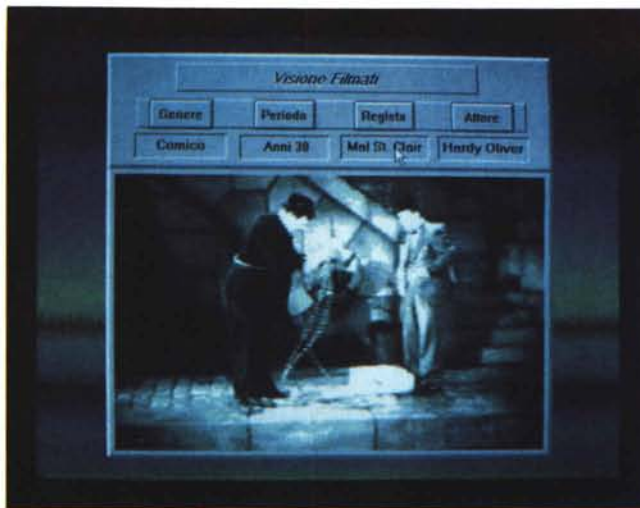 Visione Filmati
Genere Periodo Regista Attore
Comico Anni 30 Mal St. Clair Hardy Oliver